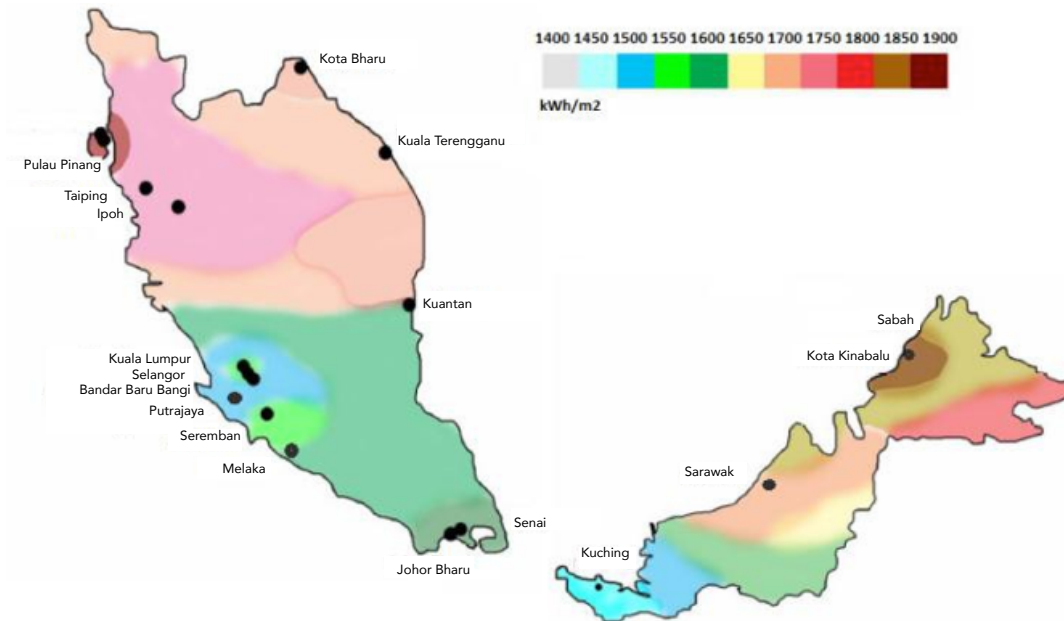 1400 1450 1500 1550 1600 1650 1700 1750 1800 1850 1900
kWh/m2
Kota Bharu
Kuala Terengganu
Pulau Pinang
Taiping
Ipoh
Kuantan
Kuala Lumpur
Selangor
Bandar Baru Bangi
Putrajaya
Seremban
Melaka
Senai
Johor Bharu
Sabah
Kota Kinabalu
Sarawak
Kuching